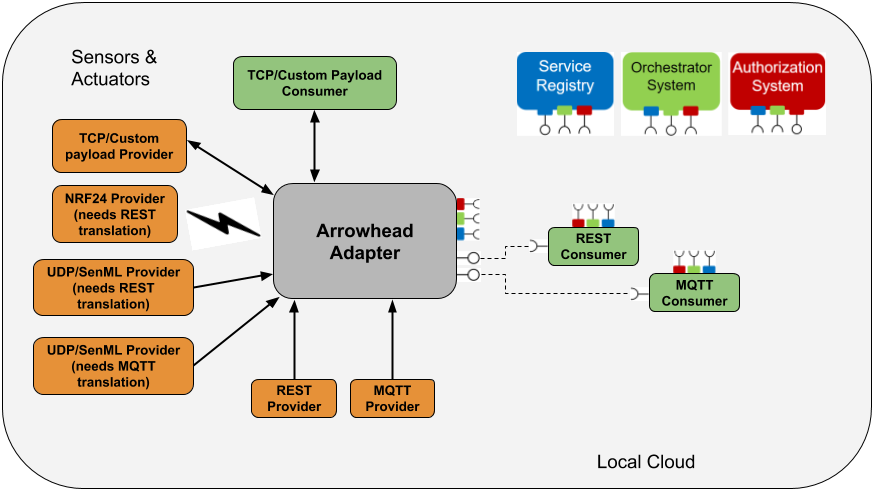 Sensors &
Actuators
TCP/Custom Payload
Consumer
Service
Registry
Orchestrator
System
Authorization
System
TCP/Custom
payload Provider
NRF24 Provider
(needs REST
translation)
Arrowhead
Adapter
REST
Consumer
UDP/SenML Provider
(needs REST
translation)
MQTT
Consumer
UDP/SenML Provider
(needs MQTT
translation)
REST
Provider
MQTT
Provider
Local Cloud